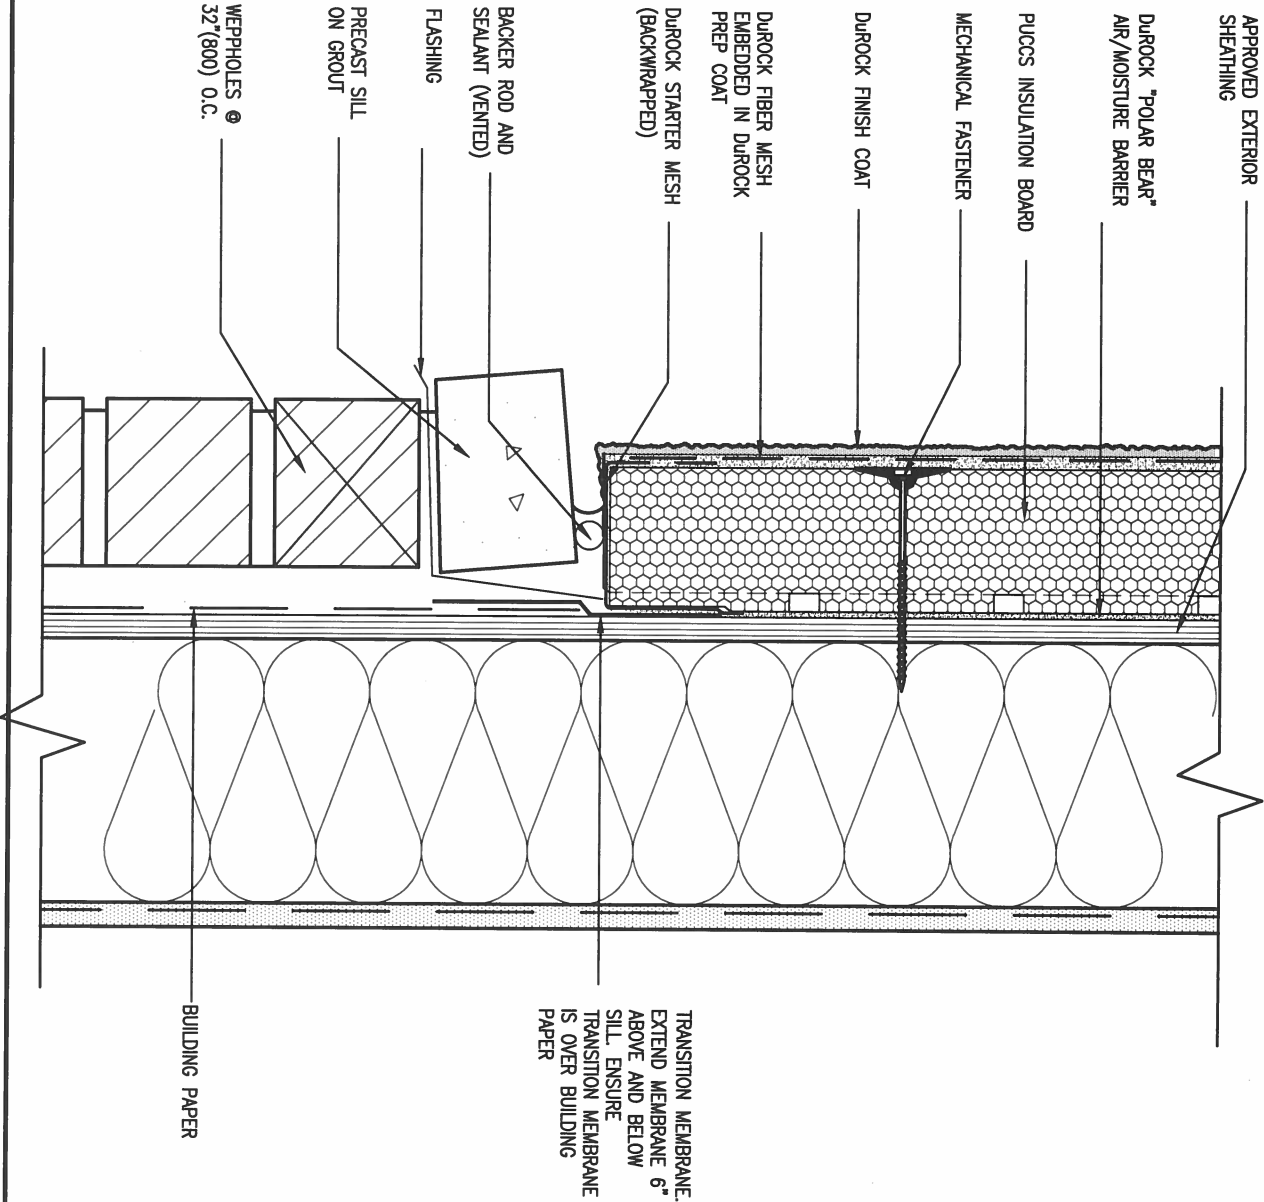 APPROVED EXTERIOR
SHEATHING
DuROCK "POLAR BEAR"
AIR/MOISTURE BARRIER
PUCCS INSULATION BOARD
MECHANICAL FASTENER
DuROCK FINISH COAT
DuROCK FIBER MESH
EMBEDDED IN DuROCK
PREP COAT
DuROCK STARTER MESH
(BACKWRAPPED)
BACKER ROD AND
SEALANT (VENTED)
FLASHING
PRECAST SILL
ON GROUT
WEPPHOLES @
32"(800) O.C.
TRANSITION MEMBRANE.
EXTEND MEMBRANE 6"
ABOVE AND BELOW
SILL. ENSURE
TRANSITION MEMBRANE
IS OVER BUILDING
PAPER
BUILDING PAPER